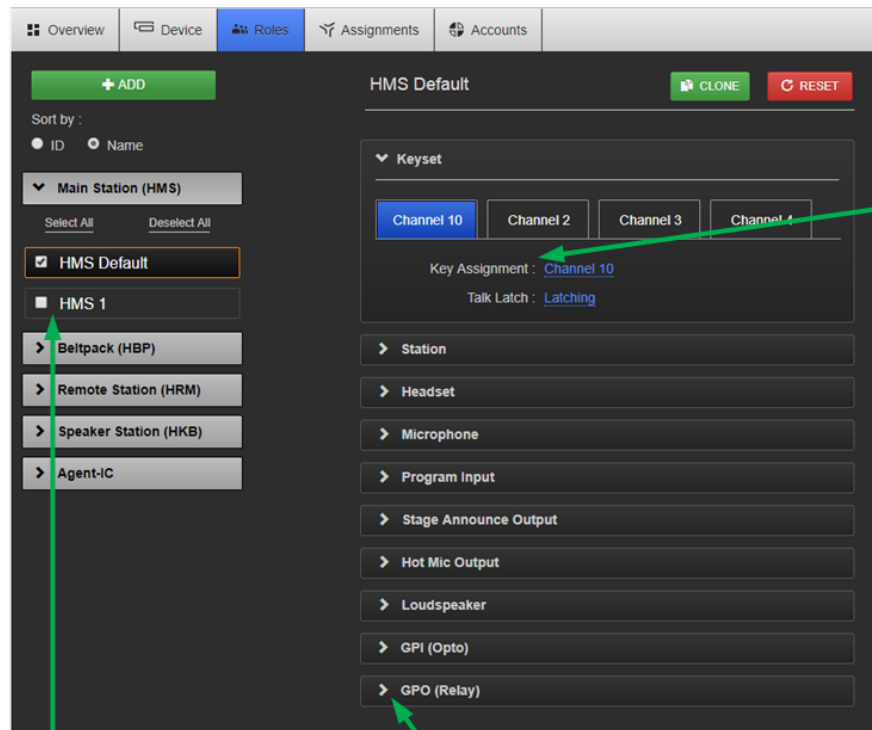 Overview Device Roles Assignments Accounts
ADD
Sort by :
ID Name
Main Station (HMS)
Select All Deselect All
HMS Default
HMS 1
Beltpack (HBP)
Remote Station (HRM)
Speaker Station (HKB)
Agent-IC
HMS Default CLONE RESET
Keyset
Channel 10 Channel 2 Channel 3 Channel 4
Key Assignment : Channel 10
Talk Latch : Latching
Station
Headset
Microphone
Program Input
Stage Announce Output
Hot Mic Output
Loudspeaker
GPI (Opto)
GPO (Relay)